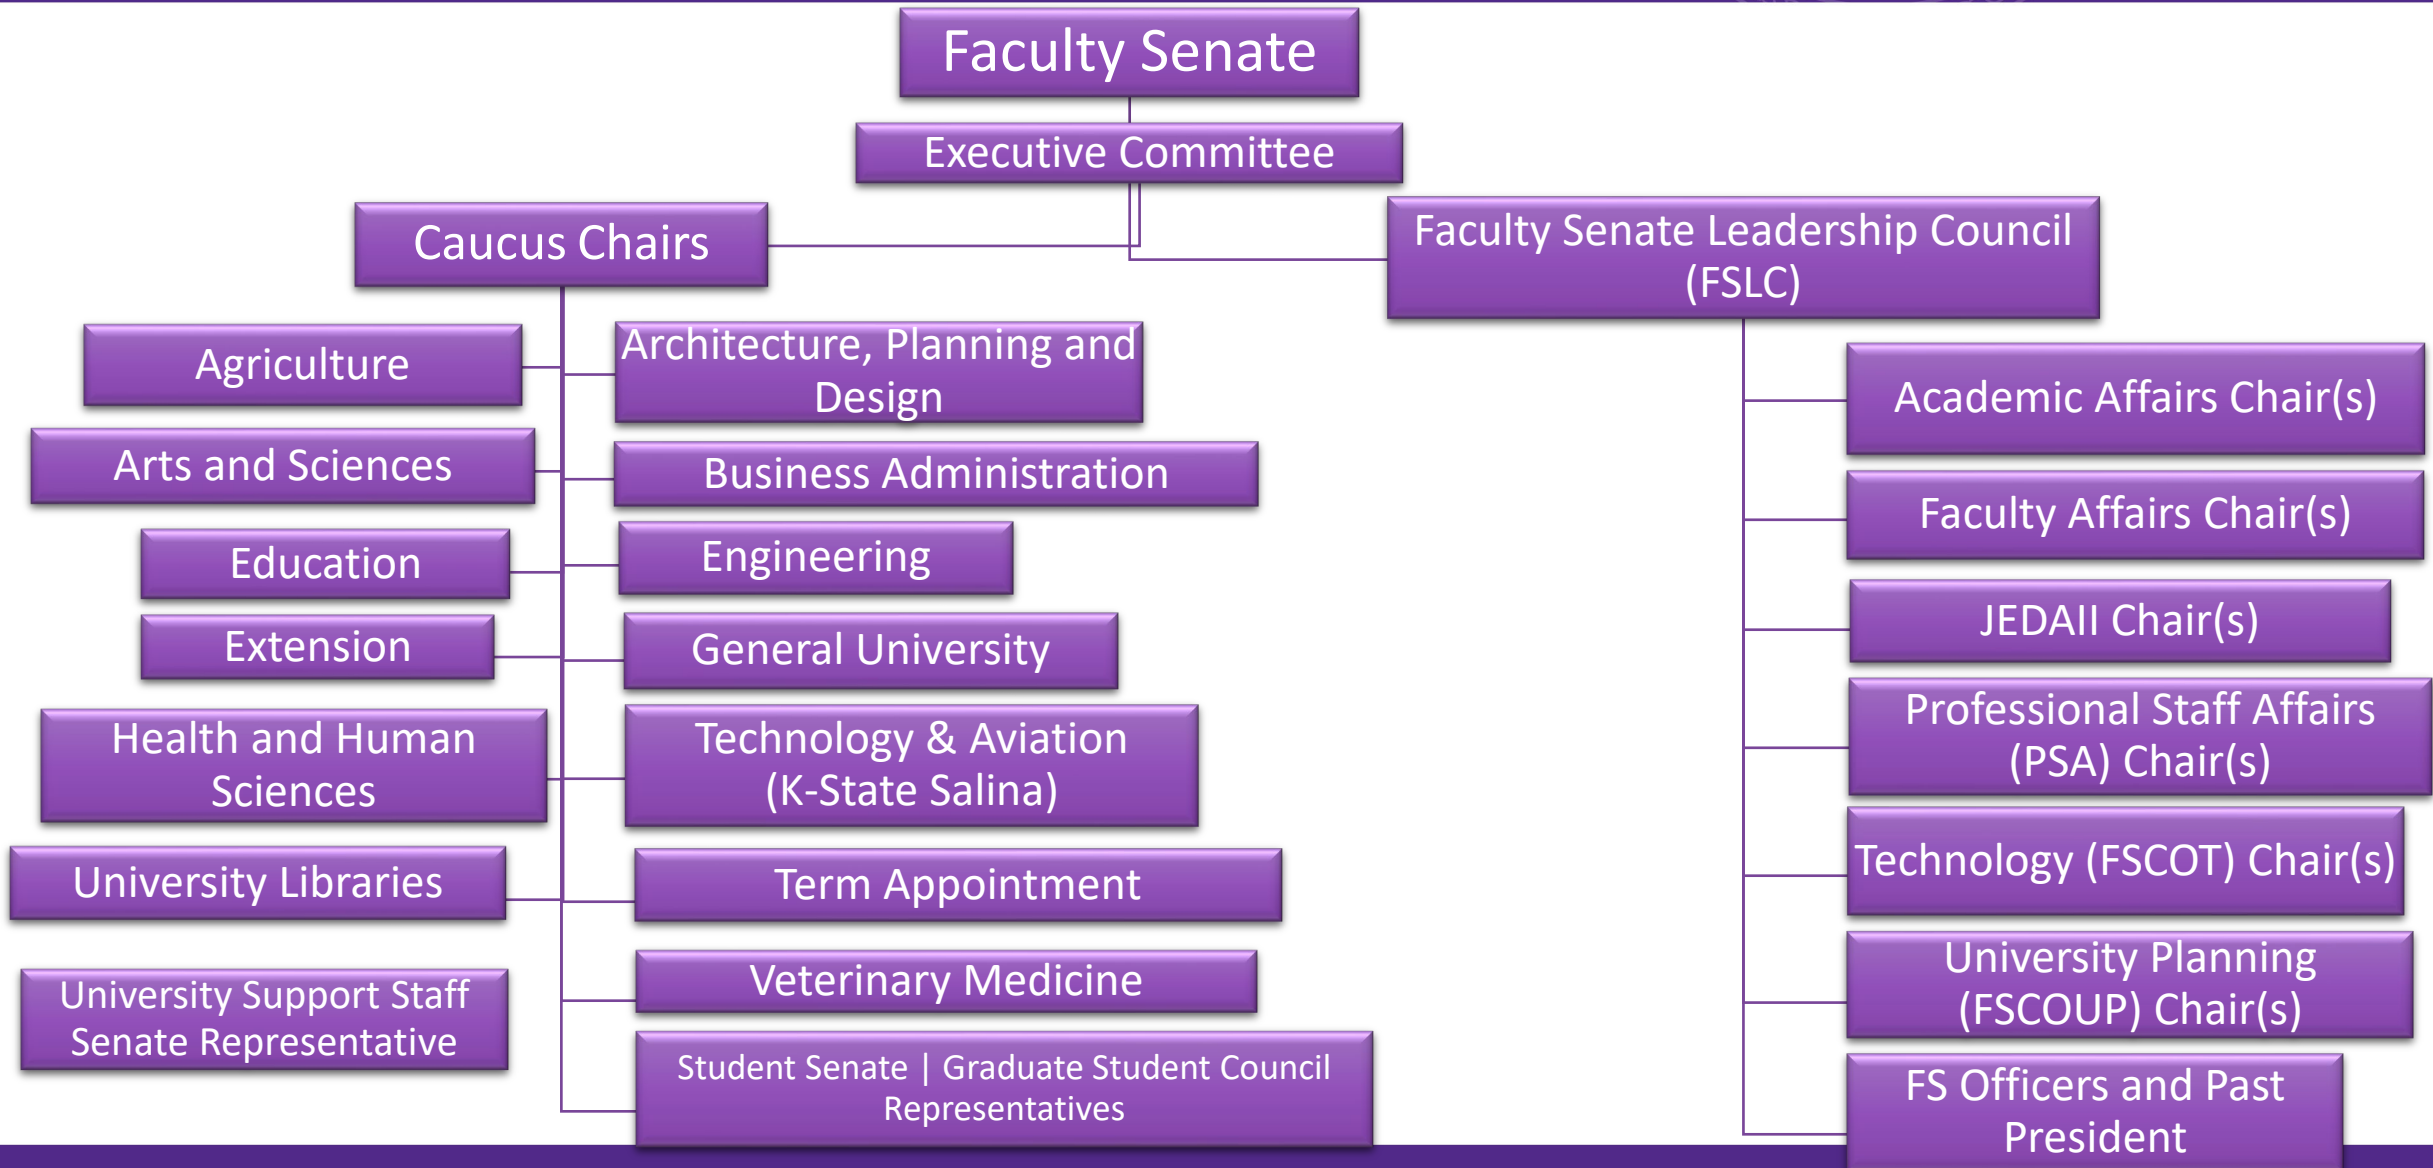 Faculty Senate
Executive Committee
Caucus Chairs
Faculty Senate Leadership Council
(FSLC)
Agriculture
Architecture, Planning and
Design
Arts and Sciences
Business Administration
Education
Engineering
Extension
General University
Health and Human
Sciences
Technology & Aviation
(K-State Salina)
University Libraries
Term Appointment
Veterinary Medicine
University Support Staff
Senate Representative
Student Senate | Graduate Student Council
Representatives
Academic Affairs Chair(s)
Faculty Affairs Chair(s)
JEDAII Chair(s)
Professional Staff Affairs
(PSA) Chair(s)
Technology (FSCOT) Chair(s)
University Planning
(FSCOUP) Chair(s)
FS Officers and Past
President